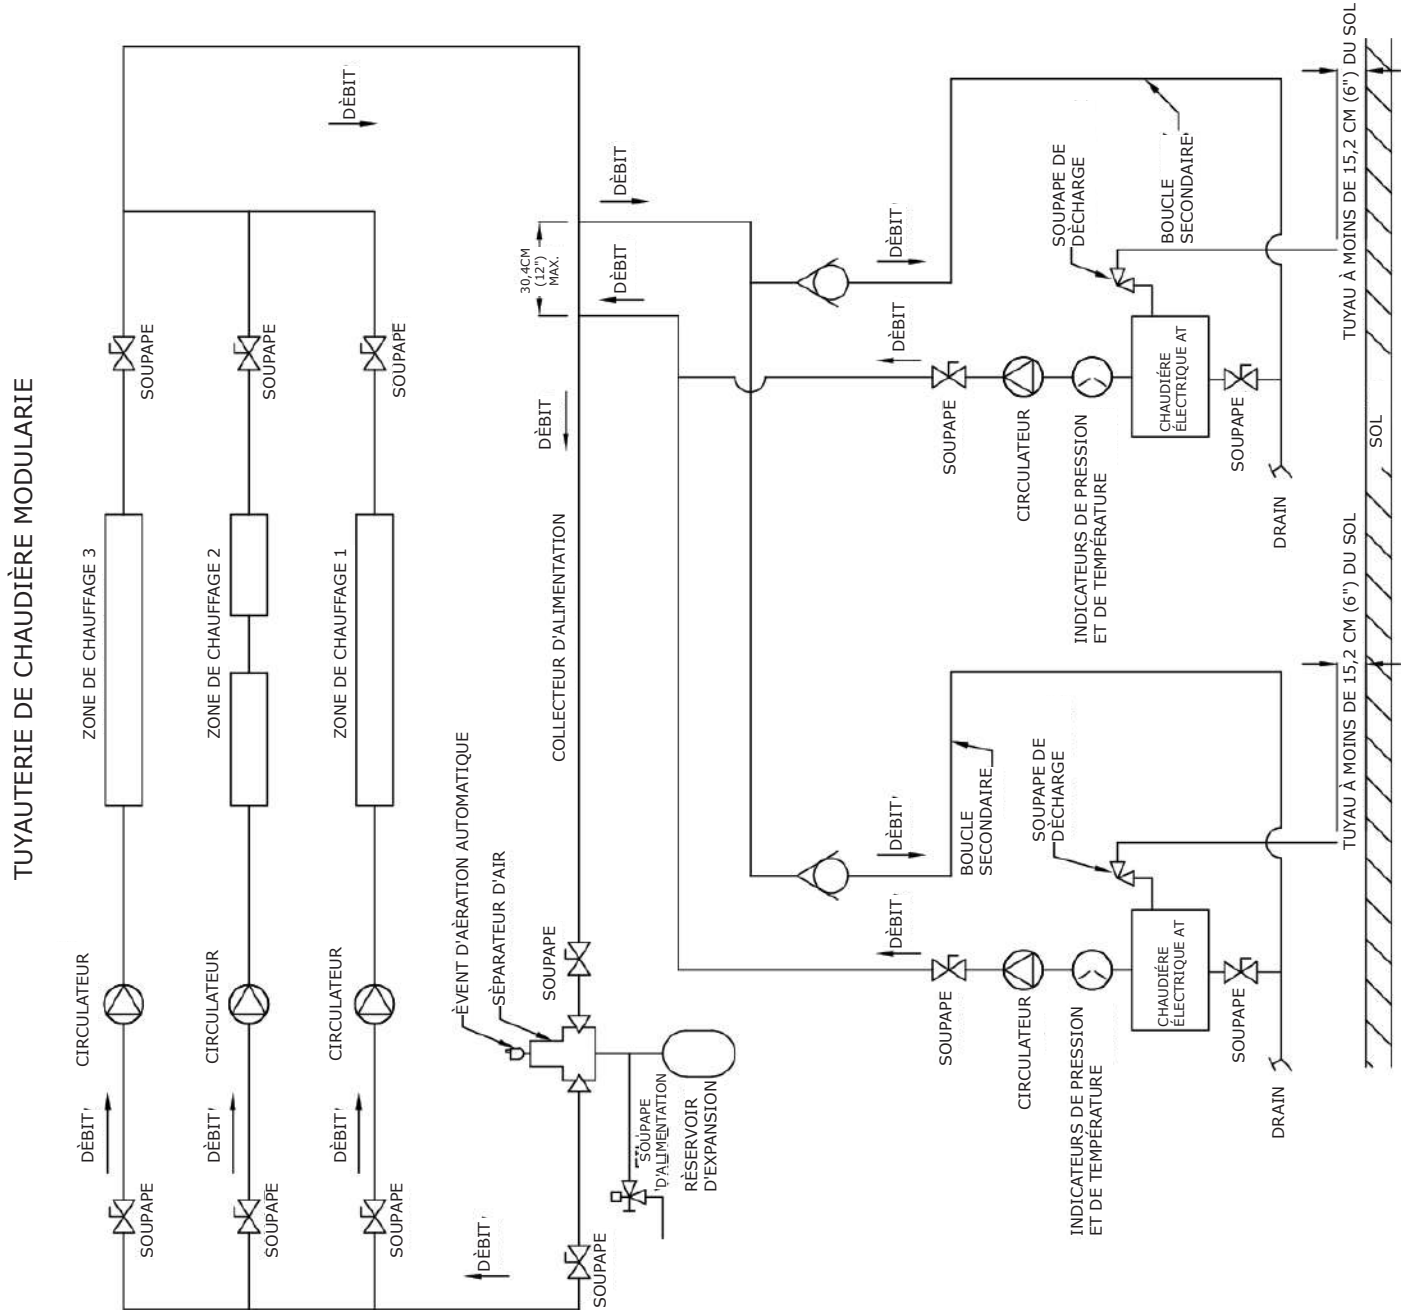 TUYAUTERIE DE CHAUDIÈRE MODULARIE
ZONE DE CHAUFFAGE 3
ZONE DE CHAUFFAGE 2
ZONE DE CHAUFFAGE 1
SOUPAPE
SOUPAPE
SOUPAPE
CIRCULATEUR
CIRCULATEUR
CIRCULATEUR
DÈBIT
DÈBIT
DÈBIT
SOUPAPE
SOUPAPE
SOUPAPE
DÈBIT
DÈBIT
SOUPAPE
ÈVENT D'AÈRATION AUTOMATIQUE
SÈPARATEUR D'AIR
SOUPAPE
COLLECTEUR D'ALIMENTATION
DÈBIT
30,4CM
(12")
MAX.
DÈBIT
DÈBIT
SOUPAPE
D'ALIMENTATION
RÈSERVOIR
D'EXPANSION
DÈBIT
DÈBIT
SOUPAPE
CIRCULATEUR
INDICATEURS DE PRESSION
ET DE TEMPÉRATURE
SOUPAPE DE
DÈCHARGE
BOUCLE
SECONDAIRE
CHAUDIÉRE
ÉLECTRIQUE AT
SOUPAPE
DRAIN
TUYAU À MOINS DE 15,2 CM (6") DU SOL
DÈBIT
DÈBIT
SOUPAPE
BOUCLE
SECONDAIRE
CIRCULATEUR
INDICATEURS DE PRESSION
ET DE TEMPÉRATURE
SOUPAPE DE
DÈCHARGE
CHAUDIÉRE
ÉLECTRIQUE AT
SOUPAPE
DRAIN
TUYAU À MOINS DE 15,2 CM (6") DU SOL
SOL